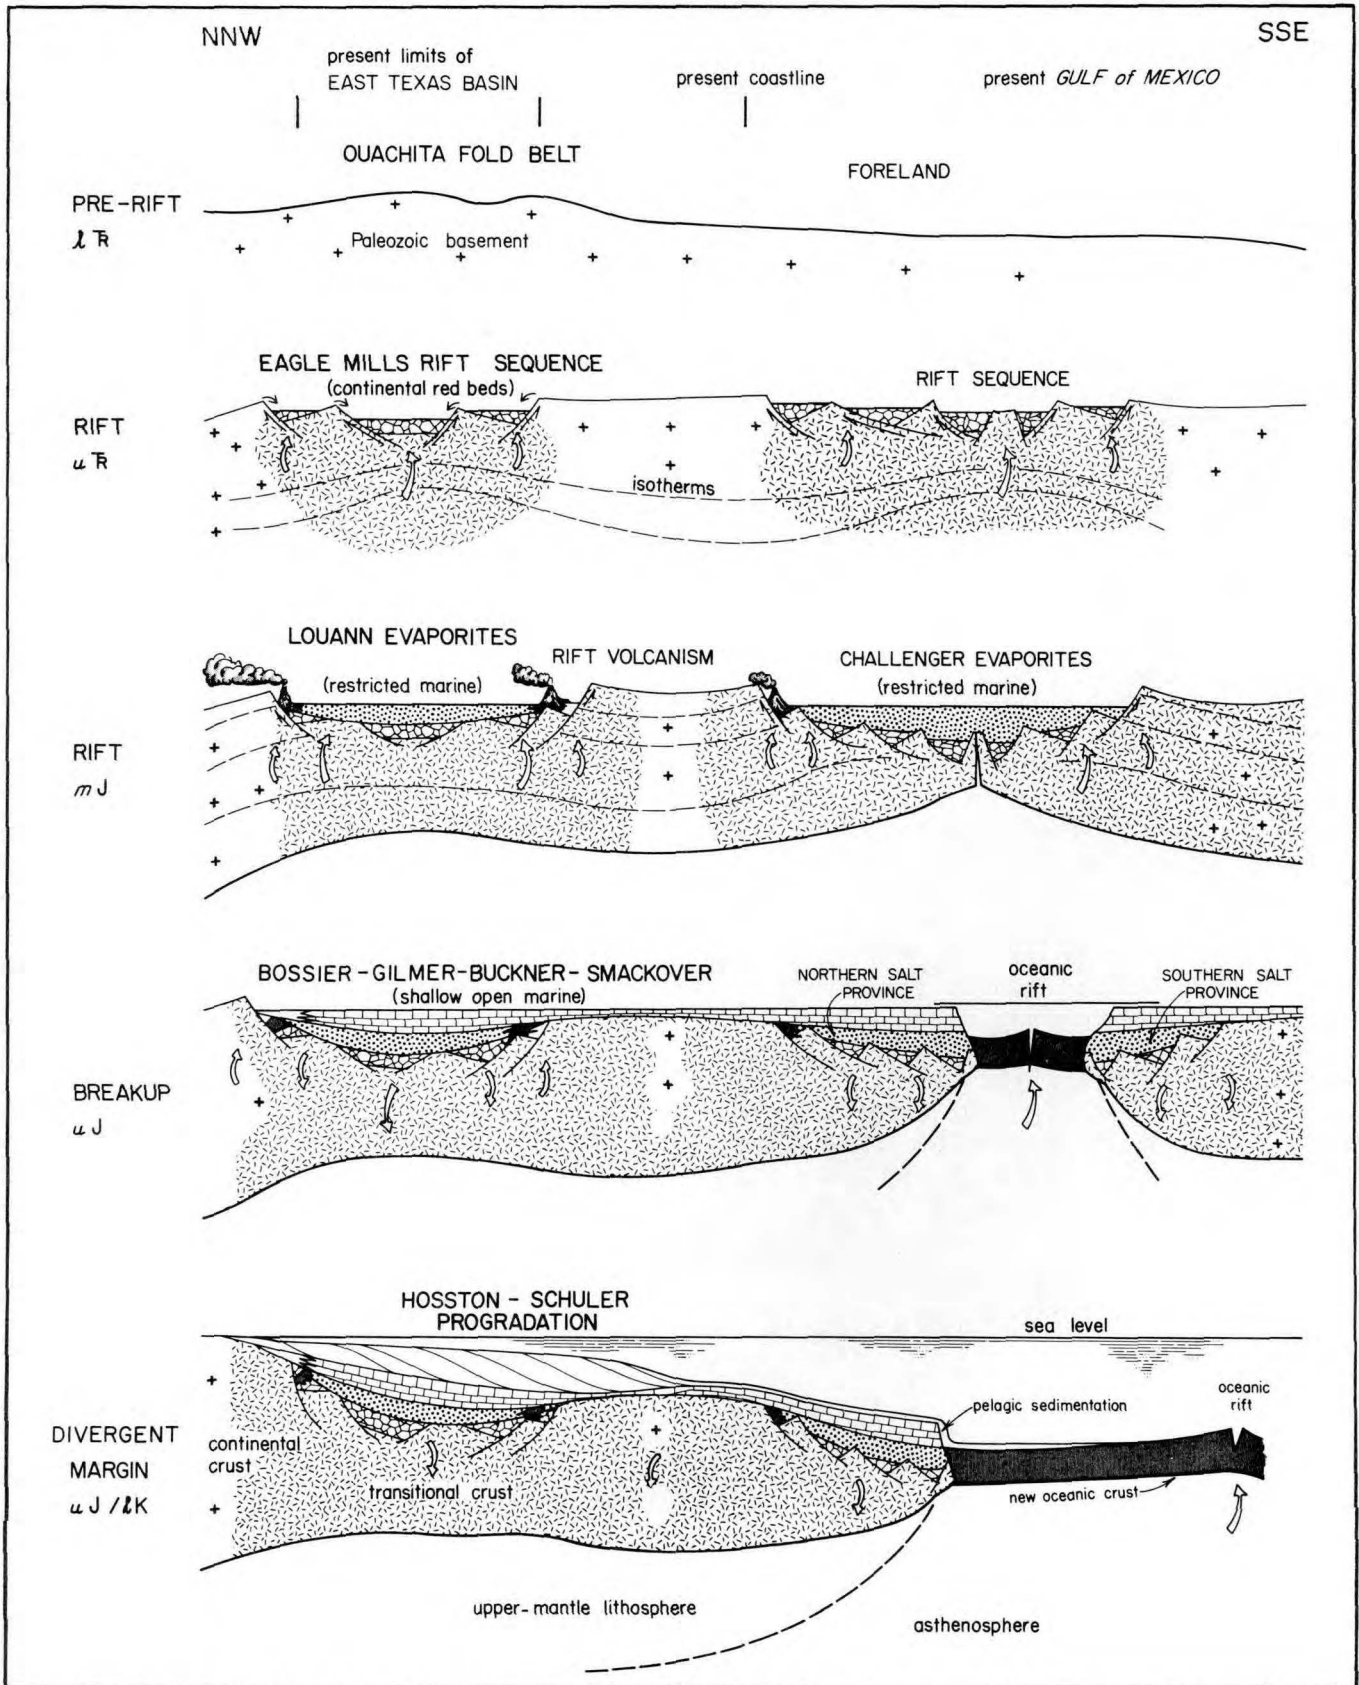 NNW
SSE
present limits of
EAST TEXAS BASIN
present coastline
present GULF of MEXICO
OUACHITA FOLD BELT
FORELAND
PRE-RIFT
l TR
Paleozoic basement
EAGLE MILLS RIFT SEQUENCE
(continental red beds)
RIFT SEQUENCE
RIFT
u TR
isotherms
LOUANN EVAPORITES
(restricted marine)
RIFT VOLCANISM
CHALLENGER EVAPORITES
(restricted marine)
RIFT
m J
BOSSIER-GILMER-BUCKNER-SMACKOVER
(shallow open marine)
NORTHERN SALT
PROVINCE
oceanic
rift
SOUTHERN SALT
PROVINCE
BREAKUP
u J
HOSSTON - SCHULER
PROGRADATION
sea level
pelagic sedimentation
oceanic
rift
DIVERGENT
MARGIN
u J / l K
continental
crust
transitional crust
new oceanic crust
upper-mantle lithosphere
asthenosphere